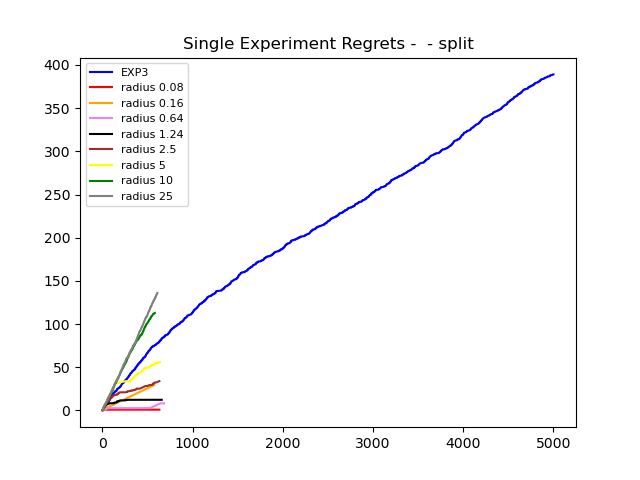 Single Experiment Regrets -  - split
400
350
300
250
200
150
100
50
0
EXP3
radius 0.08
radius 0.16
radius 0.64
radius 1.24
radius 2.5
radius 5
radius 10
radius 25
0 1000 2000 3000 4000 5000